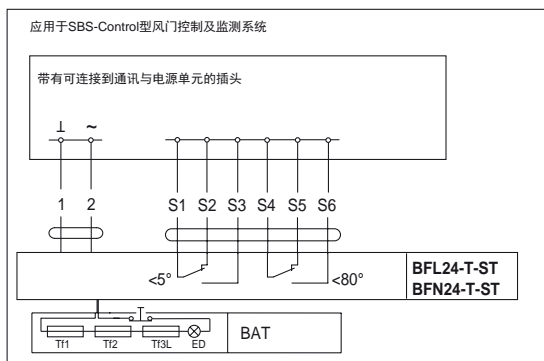 应用于SBS-Control型风门控制及监测系统
带有可连接到通讯与电源单元的插头
⊥ ~
1 2 S1 S2 S3 S4 S5 S6
<5° <80°
BFL24-T-ST
BFN24-T-ST
Tf1 Tf2 Tf3L ED
BAT